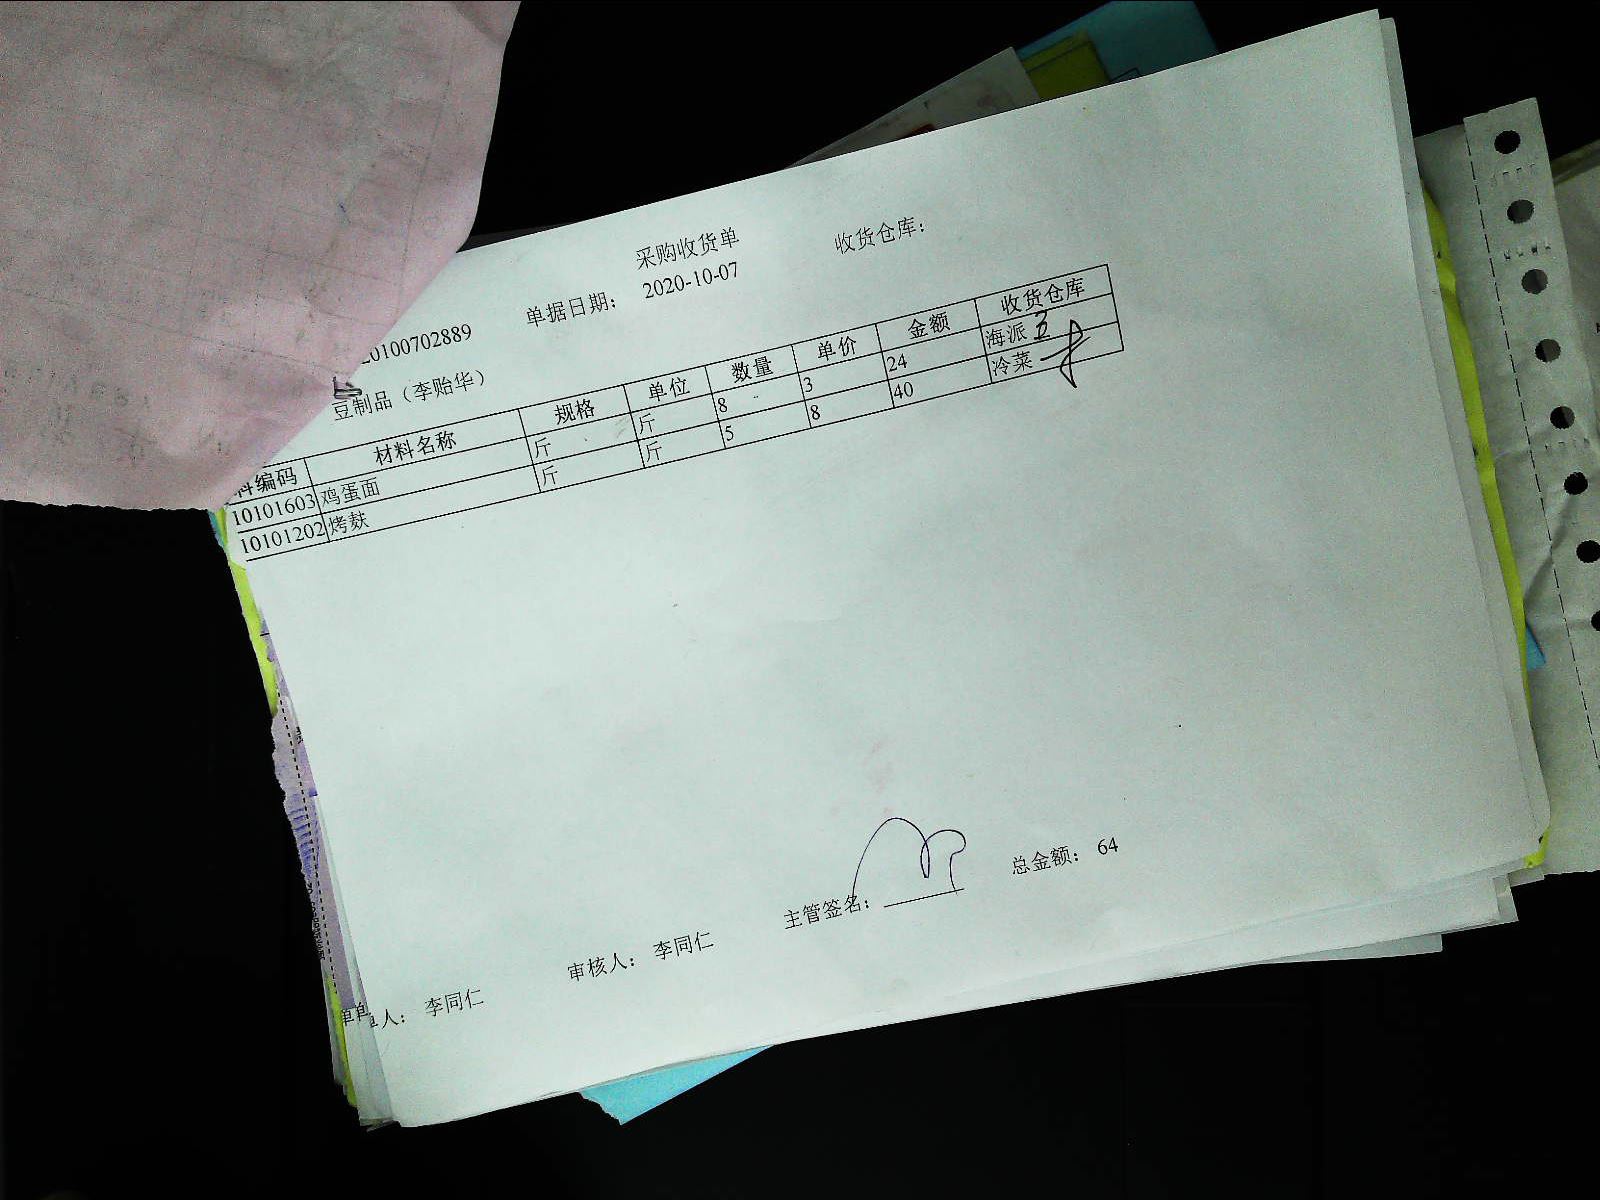 采购收货单
收货仓库：
20100702889 单据日期： 2020-10-07
豆制品（李贻华）
料编码 材料名称 规格 单位 数量 单价 金额 收货仓库
10101603 鸡蛋面 斤 斤 8 3 24 海派
10101202 烤麸 斤 斤 5 8 40 冷菜
单人： 李同仁 审核人： 李同仁 主管签名： 总金额： 64